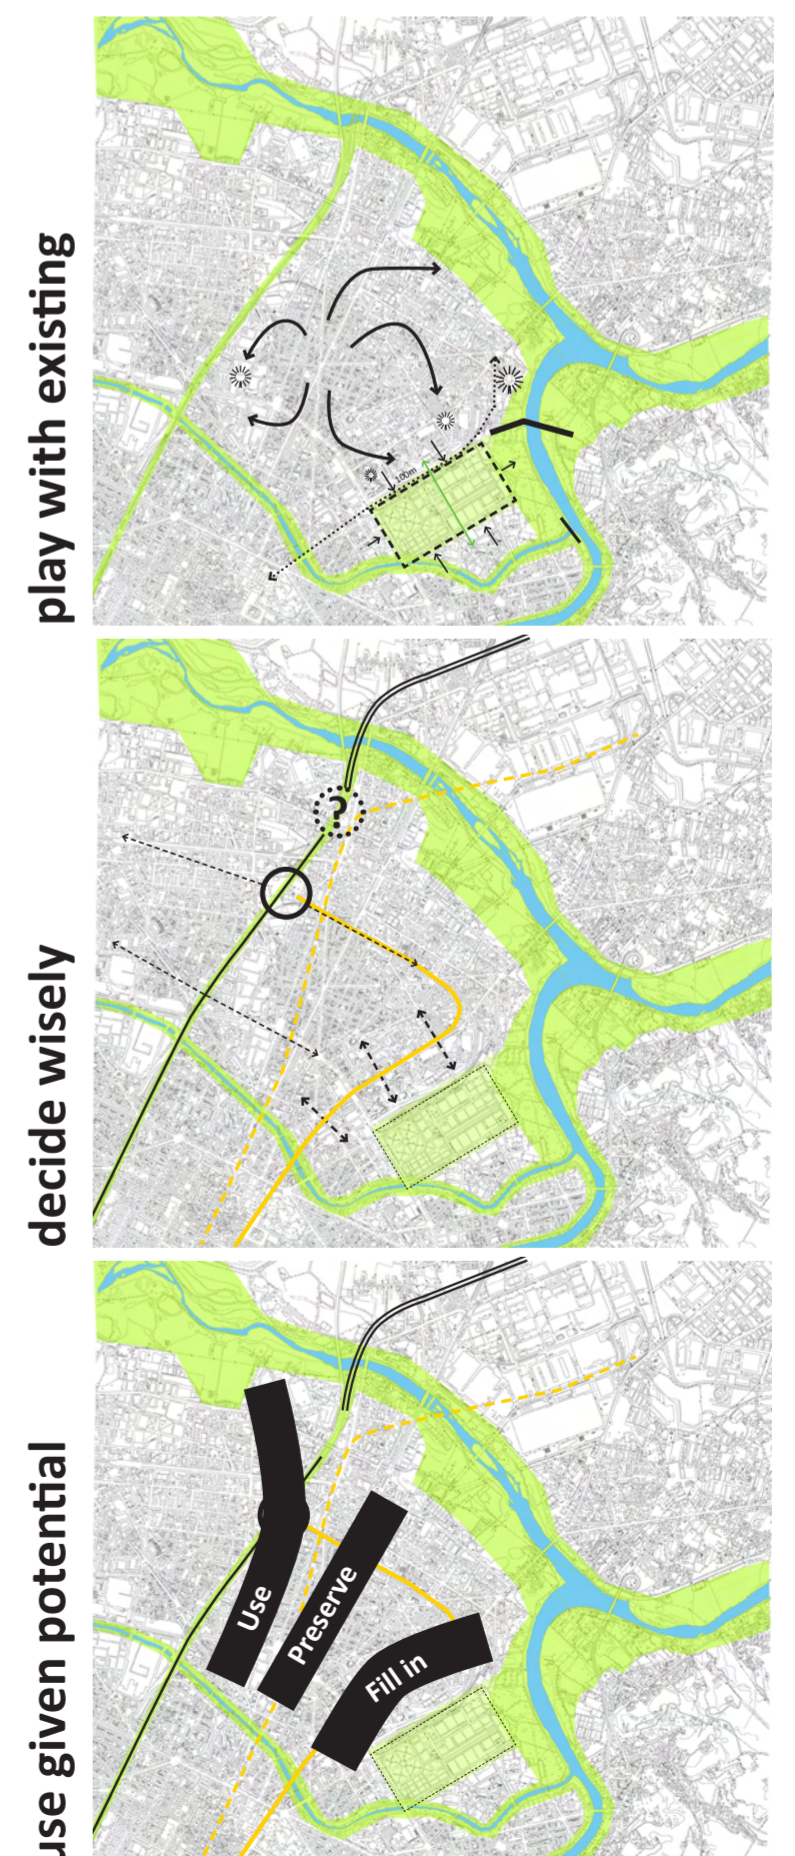 play with existing
100m
decide wisely
?
use given potential
Use
Preserve
Fill in